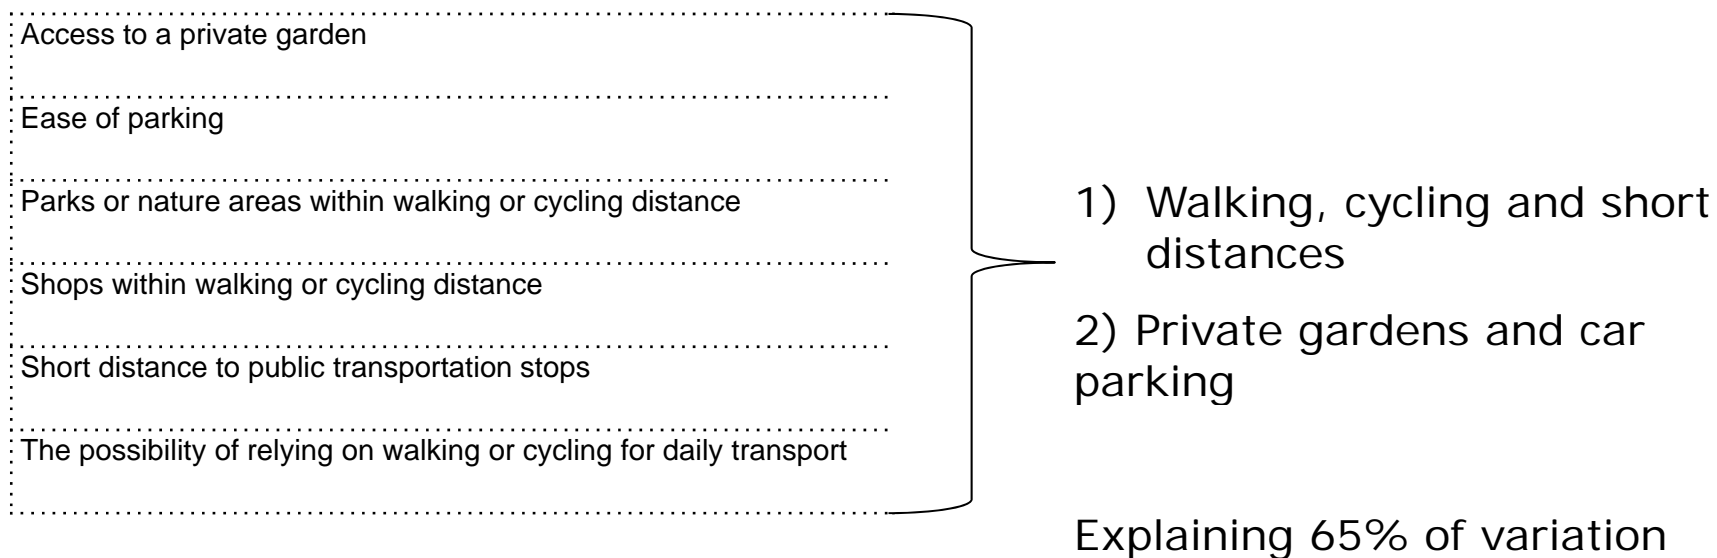 Access to a private garden
Ease of parking
Parks or nature areas within walking or cycling distance
Shops within walking or cycling distance
Short distance to public transportation stops
The possibility of relying on walking or cycling for daily transport
1) Walking, cycling and short
distances
2) Private gardens and car
parking
Explaining 65% of variation